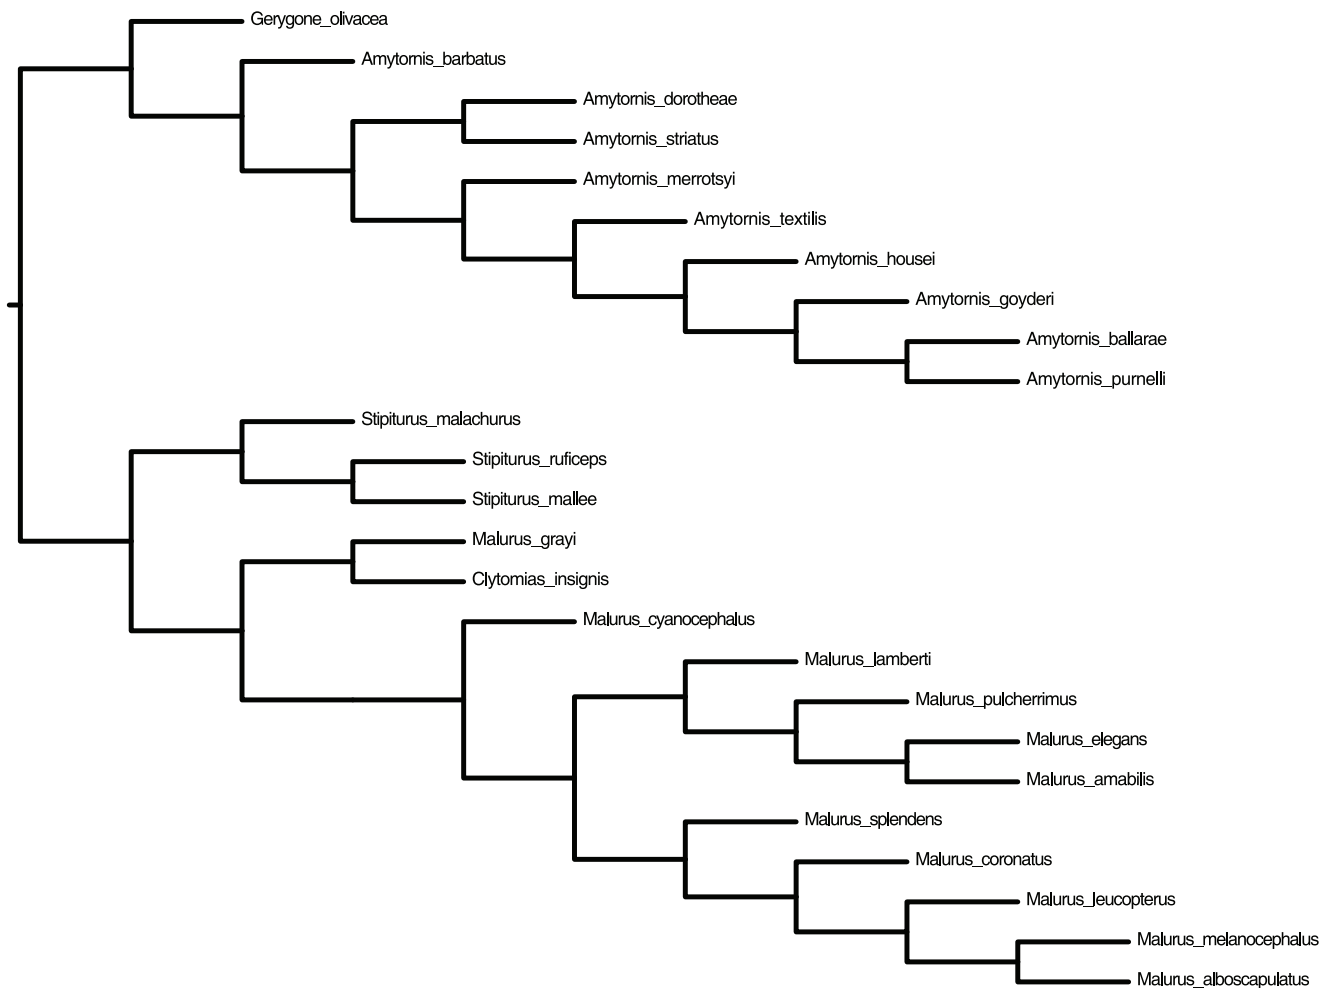 Gerygone_olivacea
Amytornis_barbatus
Amytornis_dorotheae
Amytornis_striatus
Amytornis_merrotsyi
Amytornis_textilis
Amytornis_housei
Amytornis_goyderi
Amytornis_ballarae
Amytornis_purnelli
Stipiturus_malachurus
Stipiturus_ruficeps
Stipiturus_mallee
Malurus_grayi
Clytomias_insignis
Malurus_cyanocephalus
Malurus_lamberti
Malurus_pulcherrimus
Malurus_elegans
Malurus_amabilis
Malurus_splendens
Malurus_coronatus
Malurus_leucopterus
Malurus_melanocephalus
Malurus_alboscapulatus